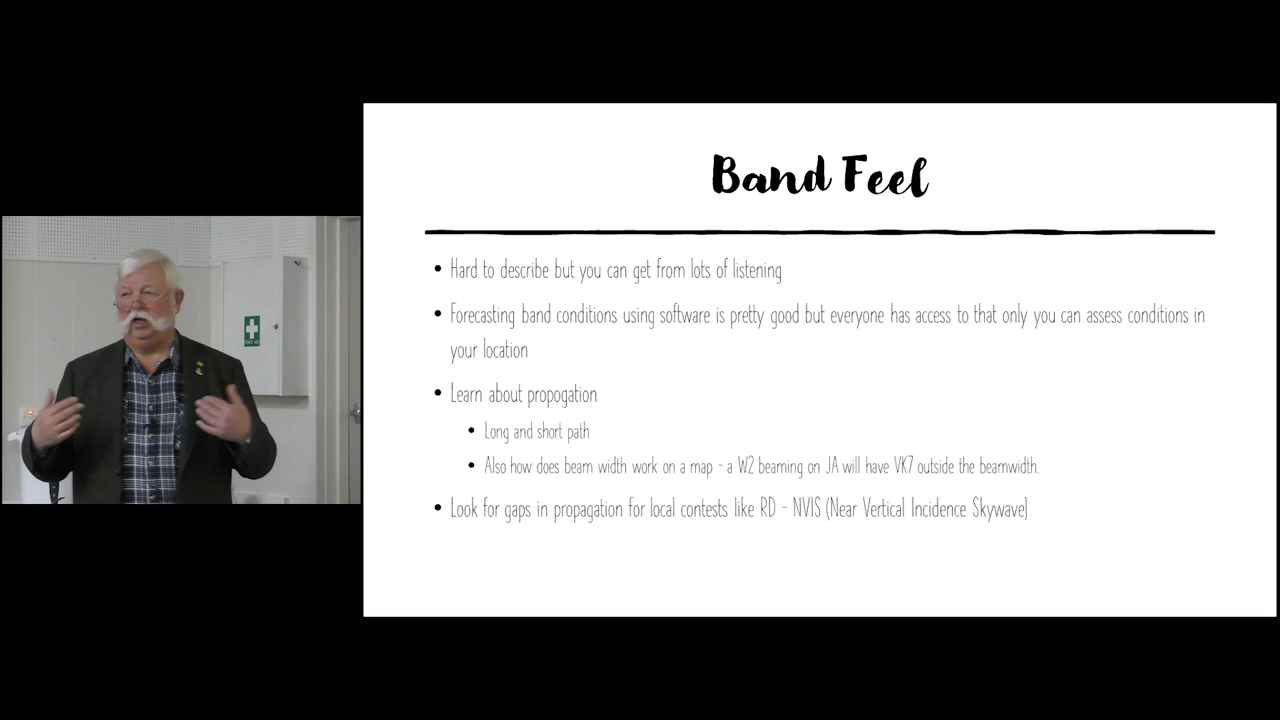 Band Feel
• Hard to describe but you can get from lots of listening
• Forecasting band conditions using software is pretty good but everyone has access to that only you can assess conditions in
your location
• Learn about propogation
• Long and short path
• Also how does beam width work on a map - a W2 beaming on JA will have VK7 outside the beamwidth.
• Look for gaps in propagation for local contests like RD - NVIS (Near Vertical Incidence Skywave)